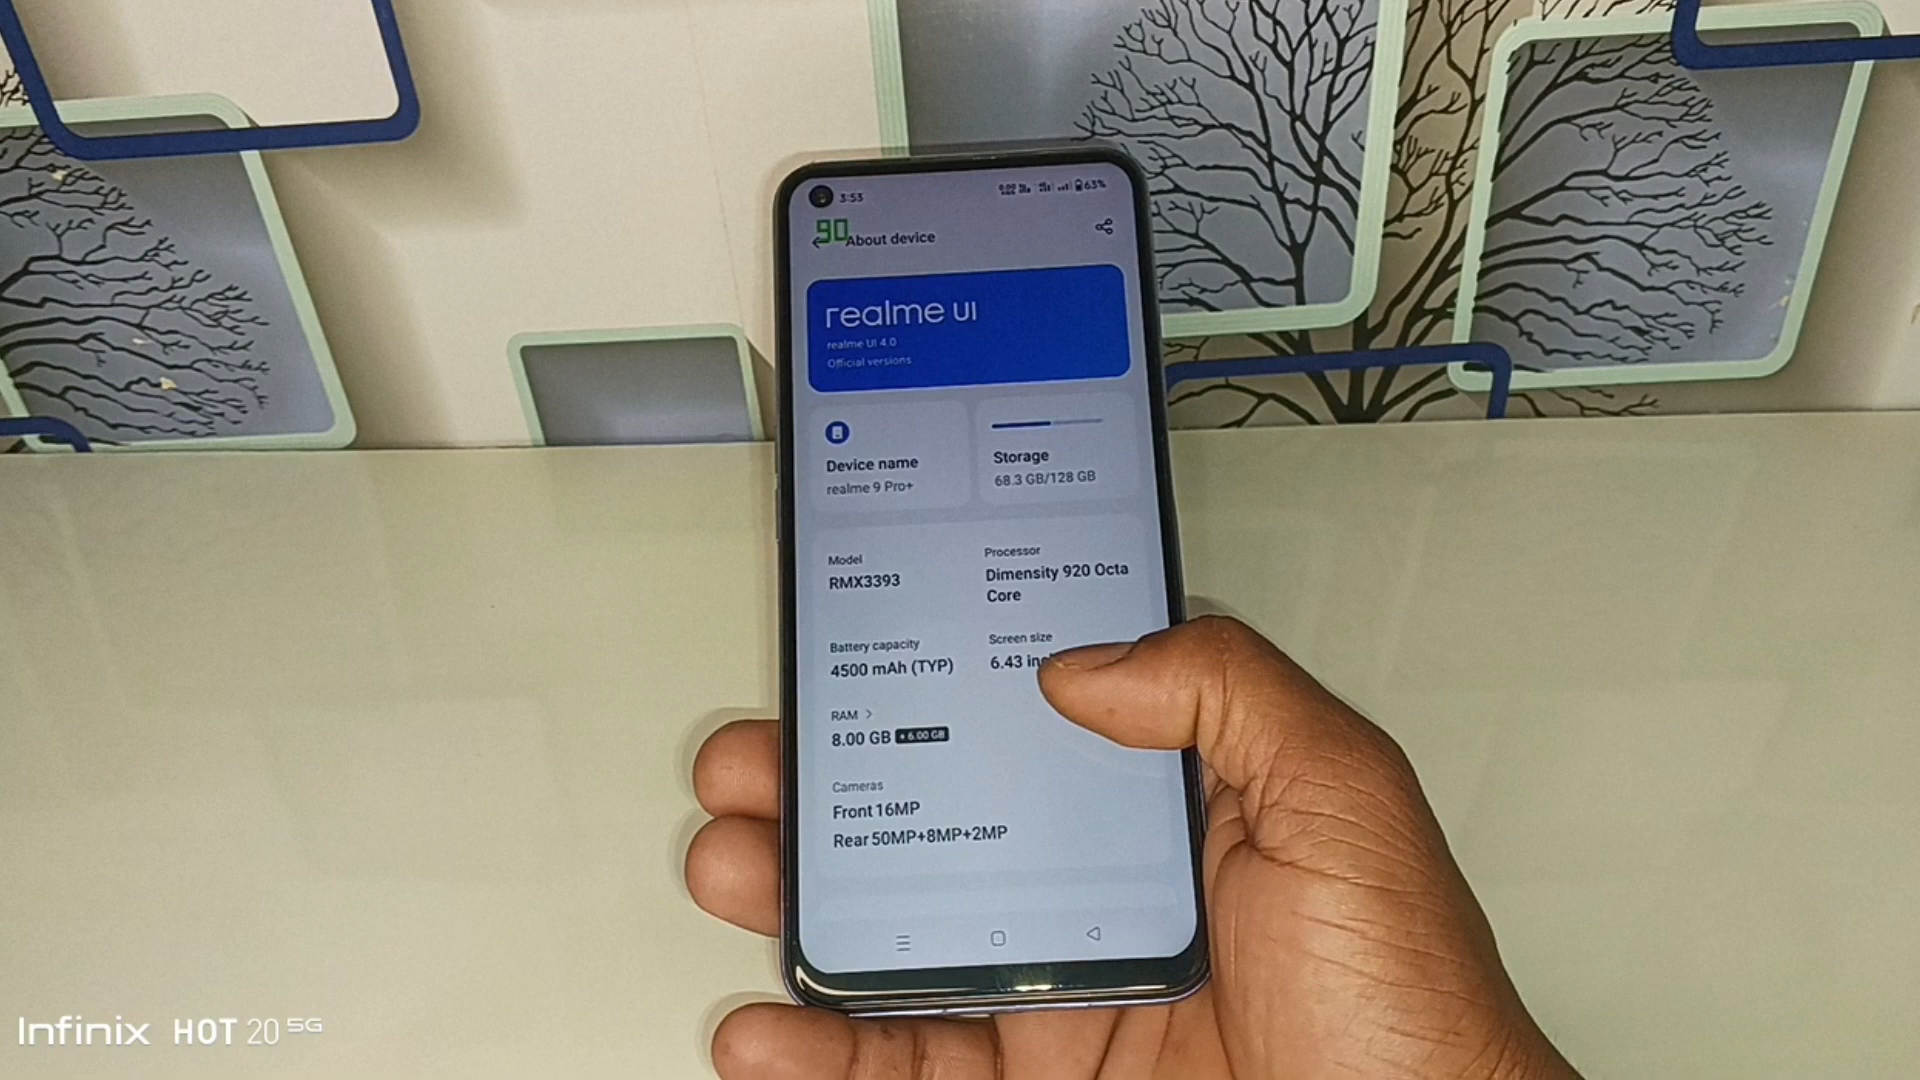 3:53
63%
90
About device
realme UI
realme UI 4.0
Official versions
Device name
realme 9 Pro+
Storage
68.3 GB/128 GB
Model
RMX3393
Processor
Dimensity 920 Octa
Core
Battery capacity
4500 mAh (TYP)
Screen size
6.43
RAM >
8.00 GB + 6.00 GB
Cameras
Front 16MP
Rear 50MP+8MP+2MP
Infinix HOT 20 5G